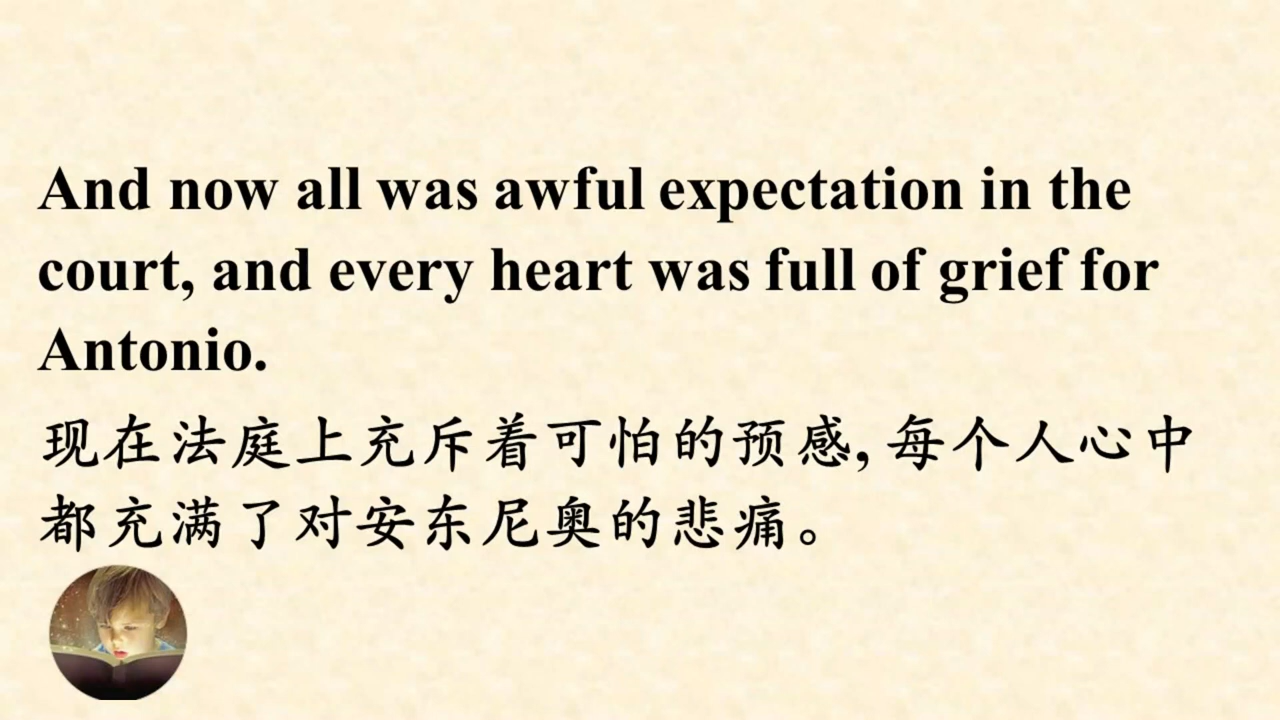 And now all was awful expectation in the
court, and every heart was full of grief for
Antonio.
现在法庭上充斥着可怕的预感, 每个人心中
都充满了对安东尼奥的悲痛。